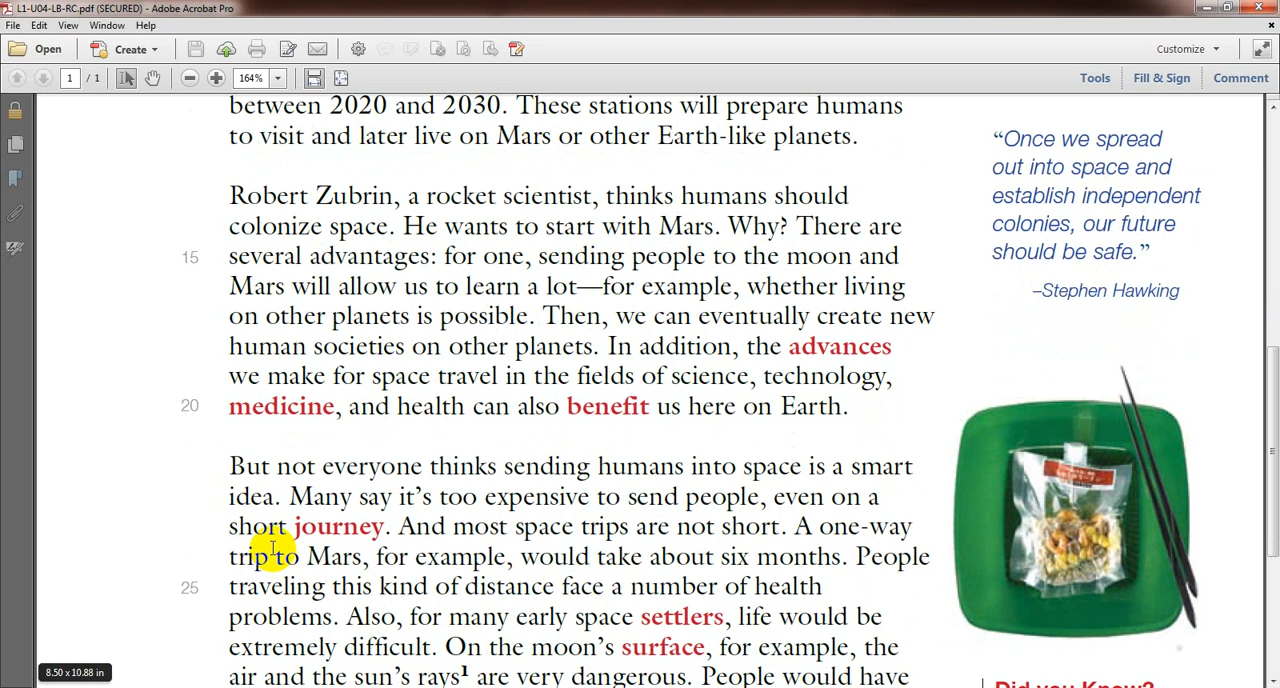 L1-U04-LB-RC.pdf (SECURED) - Adobe Acrobat Pro
File Edit View Window Help
Open Create Customize
1 / 1 164% Tools Fill & Sign Comment
between 2020 and 2030. These stations will prepare humans
to visit and later live on Mars or other Earth-like planets.
Robert Zubrin, a rocket scientist, thinks humans should
colonize space. He wants to start with Mars. Why? There are
15 several advantages: for one, sending people to the moon and
Mars will allow us to learn a lot—for example, whether living
on other planets is possible. Then, we can eventually create new
human societies on other planets. In addition, the advances
we make for space travel in the fields of science, technology,
20 medicine, and health can also benefit us here on Earth.
But not everyone thinks sending humans into space is a smart
idea. Many say it's too expensive to send people, even on a
short journey. And most space trips are not short. A one-way
trip to Mars, for example, would take about six months. People
25 traveling this kind of distance face a number of health
problems. Also, for many early space settlers, life would be
extremely difficult. On the moon's surface, for example, the
air and the sun's rays¹ are very dangerous. People would have
"Once we spread
out into space and
establish independent
colonies, our future
should be safe."
–Stephen Hawking
Did you Know?
8.50 x 10.88 in